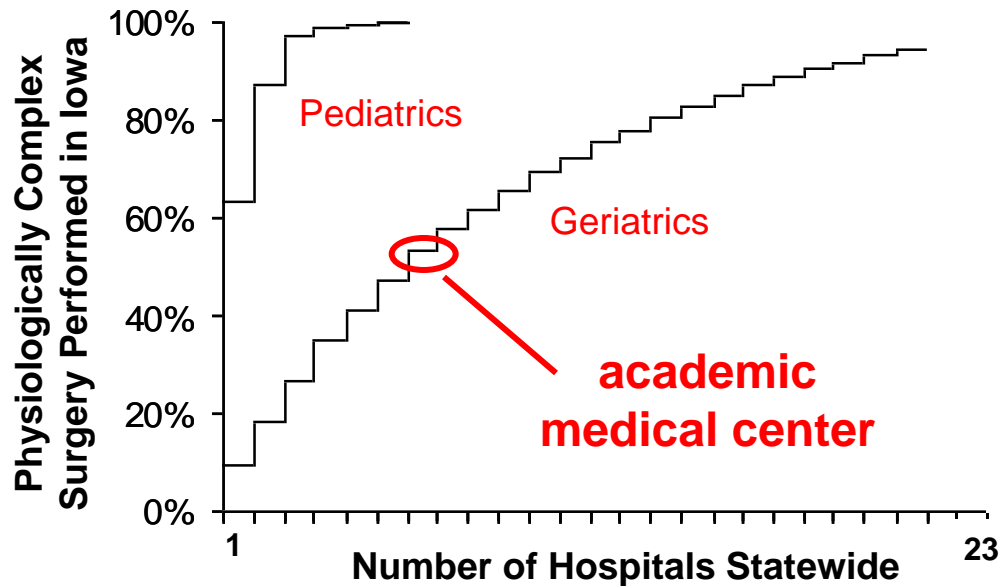 Physiologically Complex
Surgery Performed in Iowa
100%
80%
60%
40%
20%
0%
Pediatrics
Geriatrics
academic
medical center
1
23
Number of Hospitals Statewide